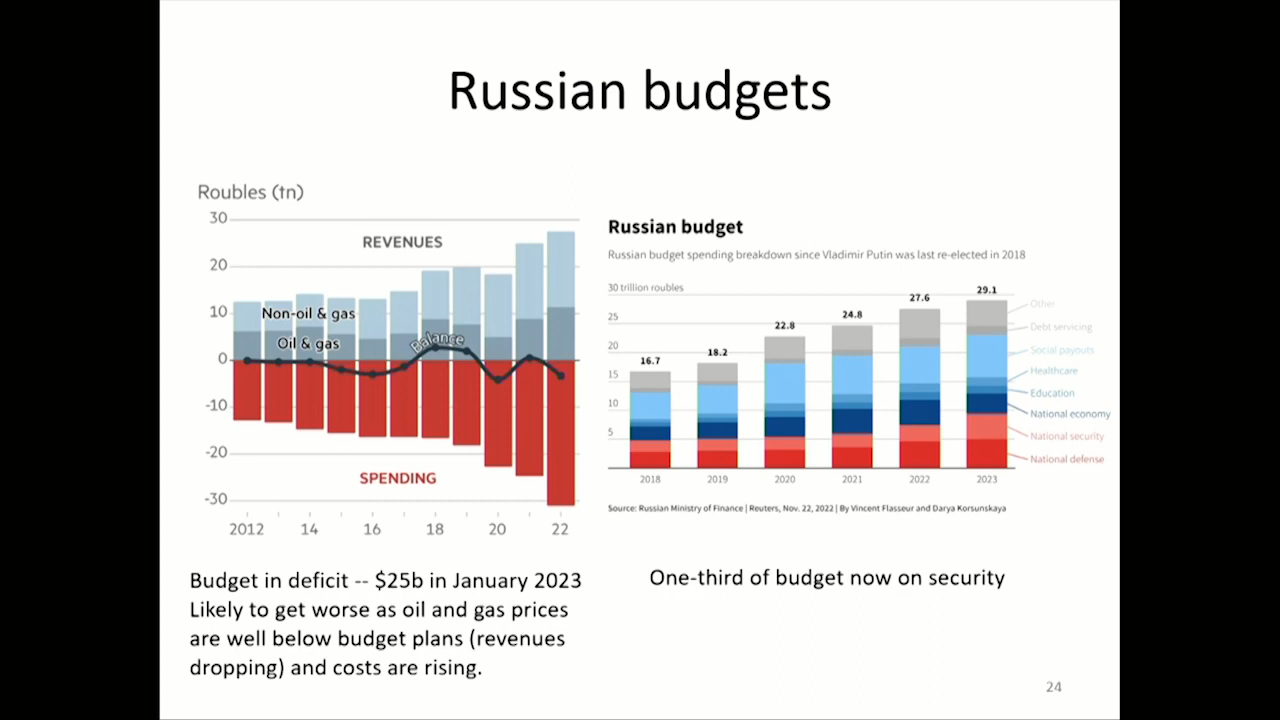 Russian budgets
Roubles (tn)
30
20
10
0
-10
-20
-30
REVENUES
Non-oil & gas
Oil & gas
Balance
SPENDING
2012 14 16 18 20 22
Russian budget
Russian budget spending breakdown since Vladimir Putin was last re-elected in 2018
30 trillion roubles
25
20
15
10
5
16.7
18.2
22.8
24.8
27.6
29.1
Other
Debt servicing
Social payouts
Healthcare
Education
National economy
National security
National defense
2018 2019 2020 2021 2022 2023
Source: Russian Ministry of Finance | Reuters, Nov. 22, 2022 | By Vincent Flasseur and Darya Korsunskaya
Budget in deficit -- $25b in January 2023
Likely to get worse as oil and gas prices
are well below budget plans (revenues
dropping) and costs are rising.
One-third of budget now on security
24